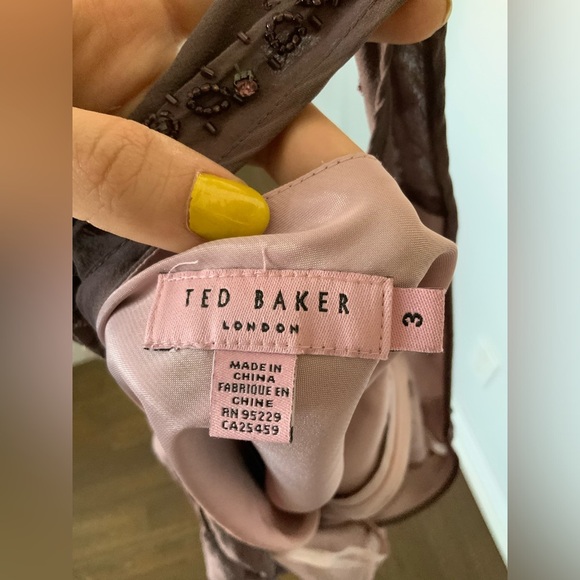 TED BAKER
LONDON
3
MADE IN
CHINA
FABRIQUE EN
CHINE
RN 95229
CA25459